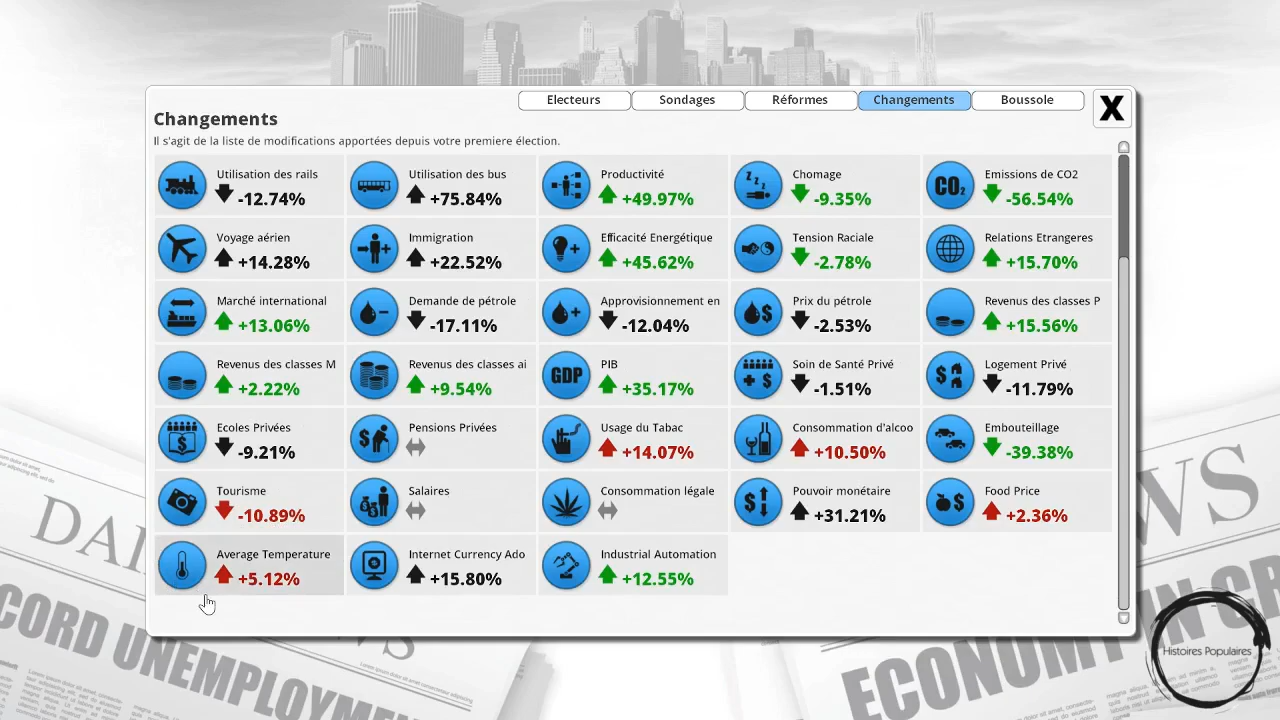 Electeurs
Sondages
Réformes
Changements
Boussole
X
Changements
Il s'agit de la liste de modifications apportées depuis votre premiere élection.
Utilisation des rails
-12.74%
Utilisation des bus
+75.84%
Productivité
+49.97%
Chomage
-9.35%
CO2
Emissions de CO2
-56.54%
Voyage aérien
+14.28%
Immigration
+22.52%
Efficacité Energétique
+45.62%
Tension Raciale
-2.78%
Relations Etrangeres
+15.70%
Marché international
+13.06%
Demande de pétrole
-17.11%
Approvisionnement en
-12.04%
Prix du pétrole
-2.53%
Revenus des classes P
+15.56%
Revenus des classes M
+2.22%
Revenus des classes ai
+9.54%
GDP
PIB
+35.17%
Soin de Santé Privé
-1.51%
Logement Privé
-11.79%
Ecoles Privées
-9.21%
Pensions Privées
Usage du Tabac
+14.07%
Consommation d'alcoo
+10.50%
Embouteillage
-39.38%
Tourisme
-10.89%
Salaires
Consommation légale
Pouvoir monétaire
+31.21%
Food Price
+2.36%
Average Temperature
+5.12%
Internet Currency Ado
+15.80%
Industrial Automation
+12.55%
DAI
WS
CORD UNEMPLOYME
ECONOMY IN CR
Histoires Populaires